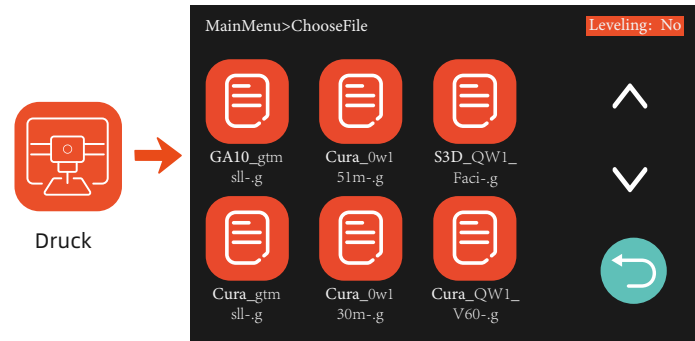 MainMenu>ChooseFile
Leveling: No
GA10_gtm
sll-.g
Cura_0w1
51m-.g
S3D_QW1_
Faci-.g
Druck
Cura_gtm
sll-.g
Cura_0w1
30m-.g
Cura_QW1_
V60-.g